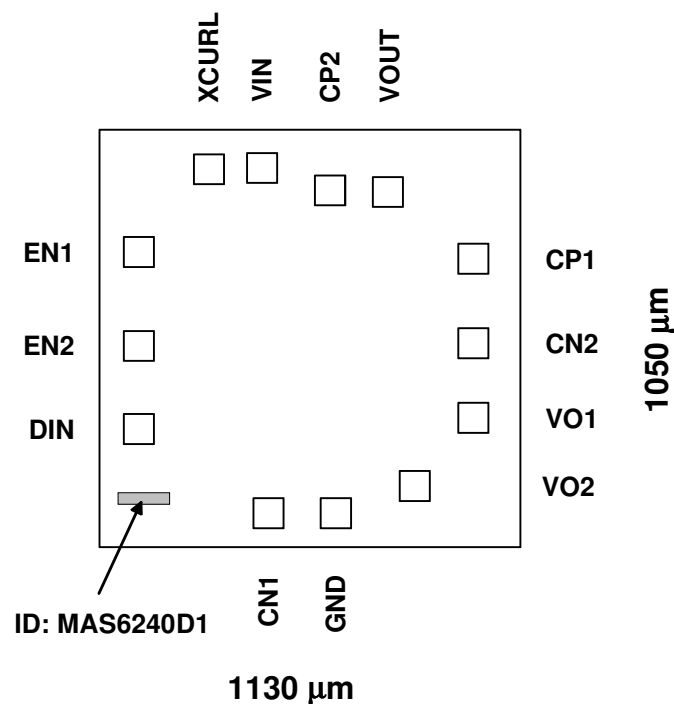 XCURL
VIN
CP2
VOUT
EN1
EN2
DIN
CP1
CN2
VO1
VO2
1050 μm
CN1
GND
ID: MAS6240D1
1130 μm